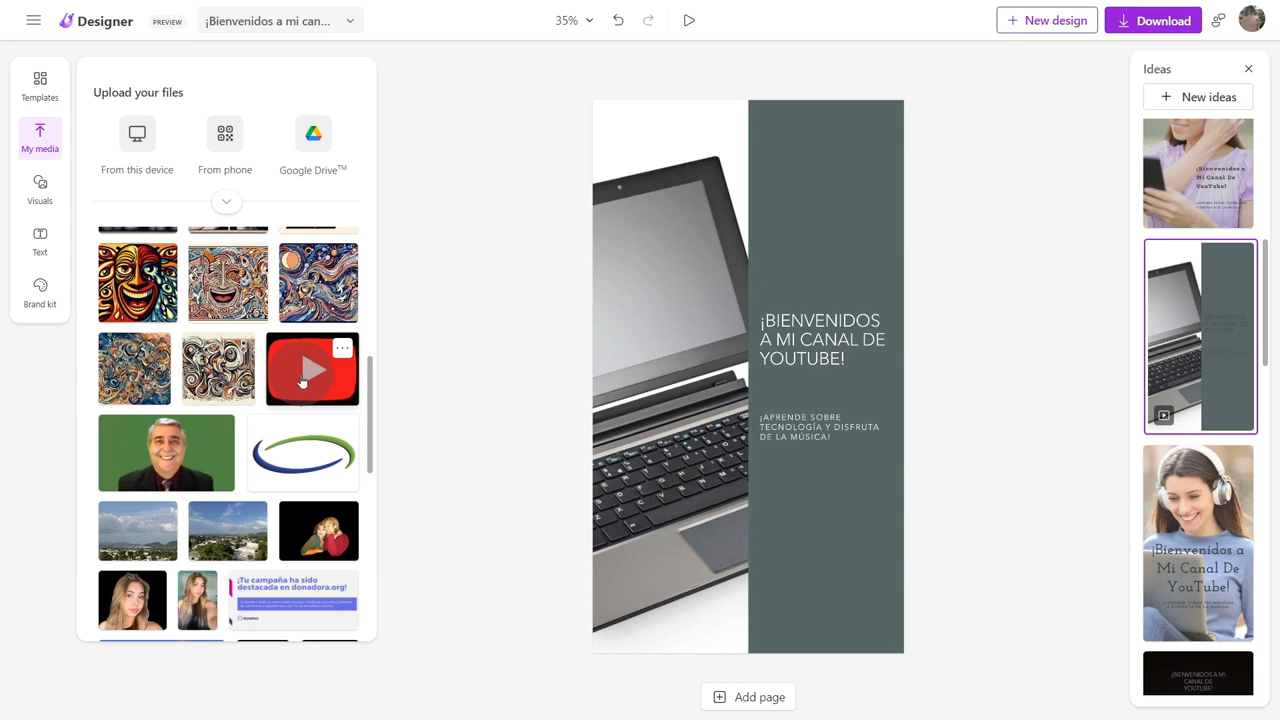 Designer
PREVIEW
¡Bienvenidos a mi can...
35%
New design
Download
Templates
My media
Visuals
Text
Brand kit
Upload your files
From this device
From phone
Google Drive™
¡Tu campaña ha sido
destacada en donadora.org!
¡BIENVENIDOS
A MI CANAL DE
YOUTUBE!
¡APRENDE SOBRE
TECNOLOGÍA Y DISFRUTA
DE LA MÚSICA!
Add page
Ideas
New ideas
¡Bienvenidos a
Mi Canal De
YouTube!
¡Bienvenidos a
Mi Canal De
YouTube!
¡BIENVENIDOS A MI
CANAL DE
YOUTUBE!